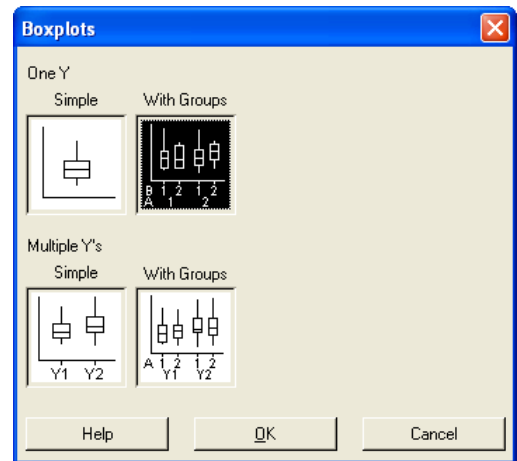 Boxplots
One Y
Simple With Groups
B 1 2 1 2
A 1 2
Multiple Y's
Simple With Groups
Y1 Y2 A 1 2 1 2
Y1 Y2
Help OK Cancel